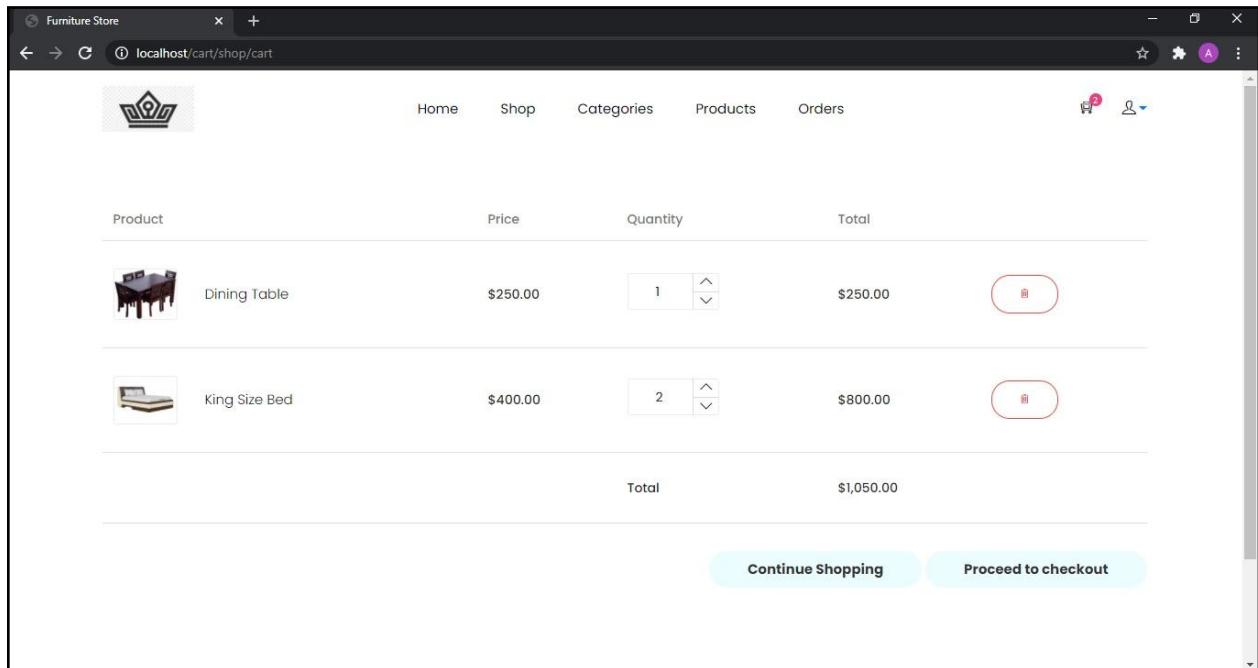 Furniture Store
localhost/cart/shop/cart
A
Home Shop Categories Products Orders
2
Product Price Quantity Total
Dining Table $250.00 1 $250.00
King Size Bed $400.00 2 $800.00
Total $1,050.00
Continue Shopping Proceed to checkout